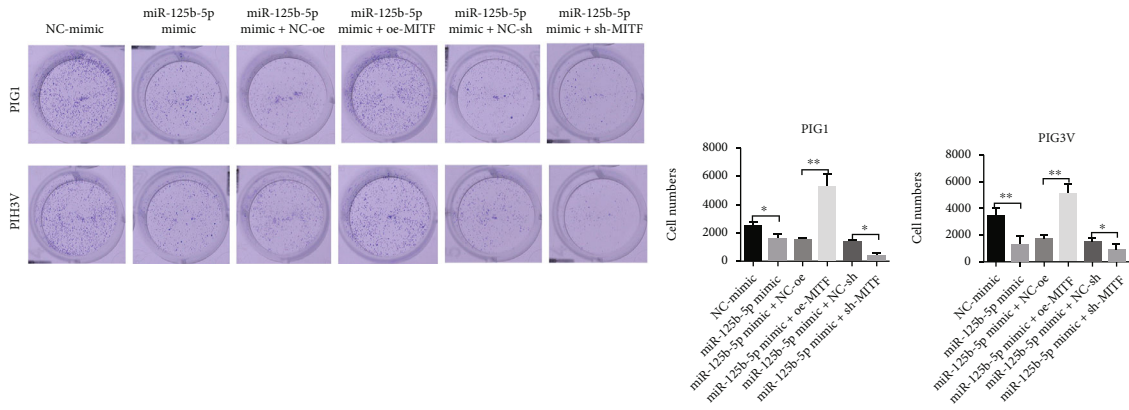 NC-mimic
miR-125b-5p
mimic
miR-125b-5p
mimic + NC-oe
miR-125b-5p
mimic + oe-MITF
miR-125b-5p
mimic + NC-sh
miR-125b-5p
mimic + sh-MITF
PIG1
PIH3V
PIG1
Cell numbers
8000
6000
4000
2000
0
*
**
*
NC-mimic
miR-125b-5p mimic
miR-125b-5p mimic + NC-oe
miR-125b-5p mimic + oe-MITF
miR-125b-5p mimic + NC-sh
miR-125b-5p mimic + sh-MITF
PIG3V
Cell numbers
8000
6000
4000
2000
0
**
**
*
NC-mimic
miR-125b-5p mimic
miR-125b-5p mimic + NC-oe
miR-125b-5p mimic + oe-MITF
miR-125b-5p mimic + NC-sh
miR-125b-5p mimic + sh-MITF